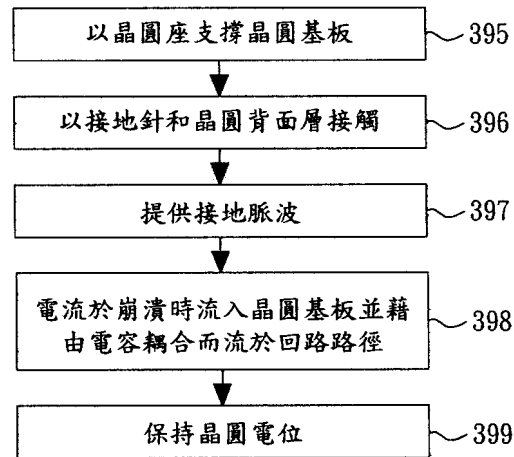 以晶圓座支撐晶圓基板
395
以接地針和晶圓背面層接觸
396
提供接地脈波
397
電流於崩潰時流入晶圓基板並藉
由電容耦合而流於回路路徑
398
保持晶圓電位
399